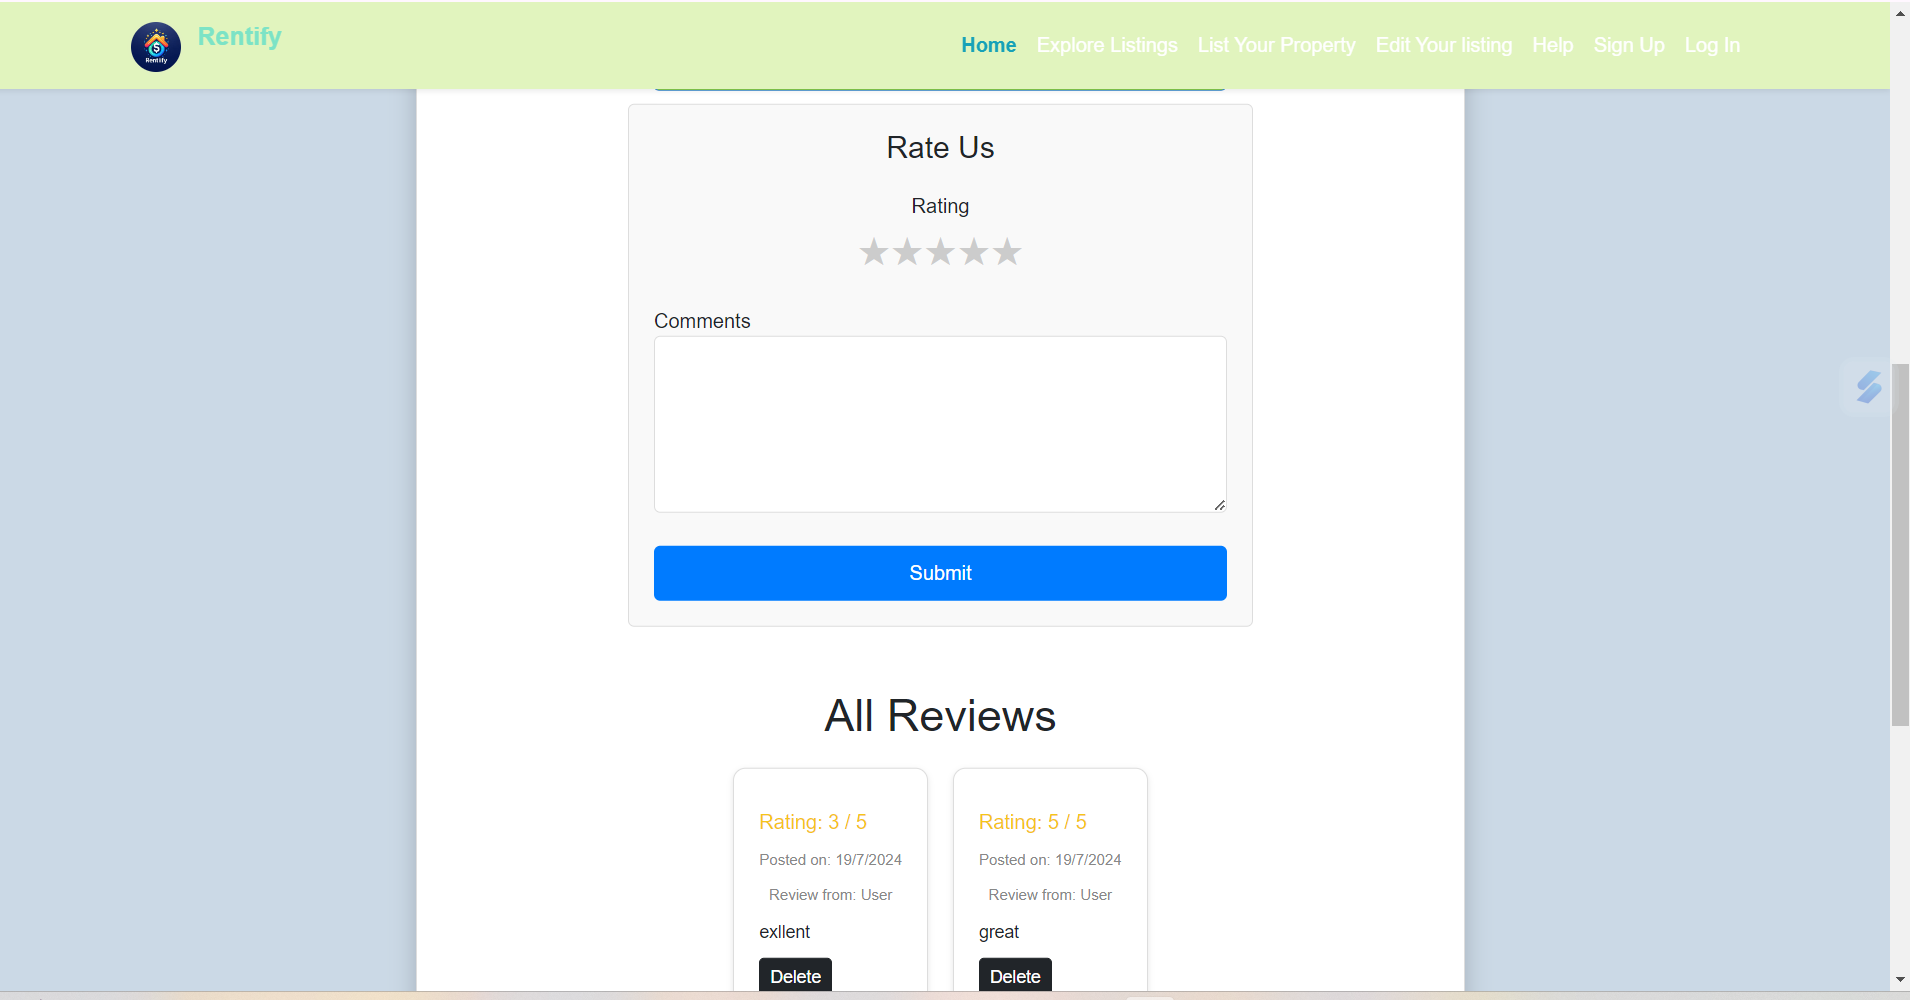 Rentify
Rentify
Home Explore Listings List Your Property Edit Your listing Help Sign Up Log In
Rate Us
Rating
Comments
Submit
All Reviews
Rating: 3 / 5
Posted on: 19/7/2024
Review from: User
exllent
Delete
Rating: 5 / 5
Posted on: 19/7/2024
Review from: User
great
Delete